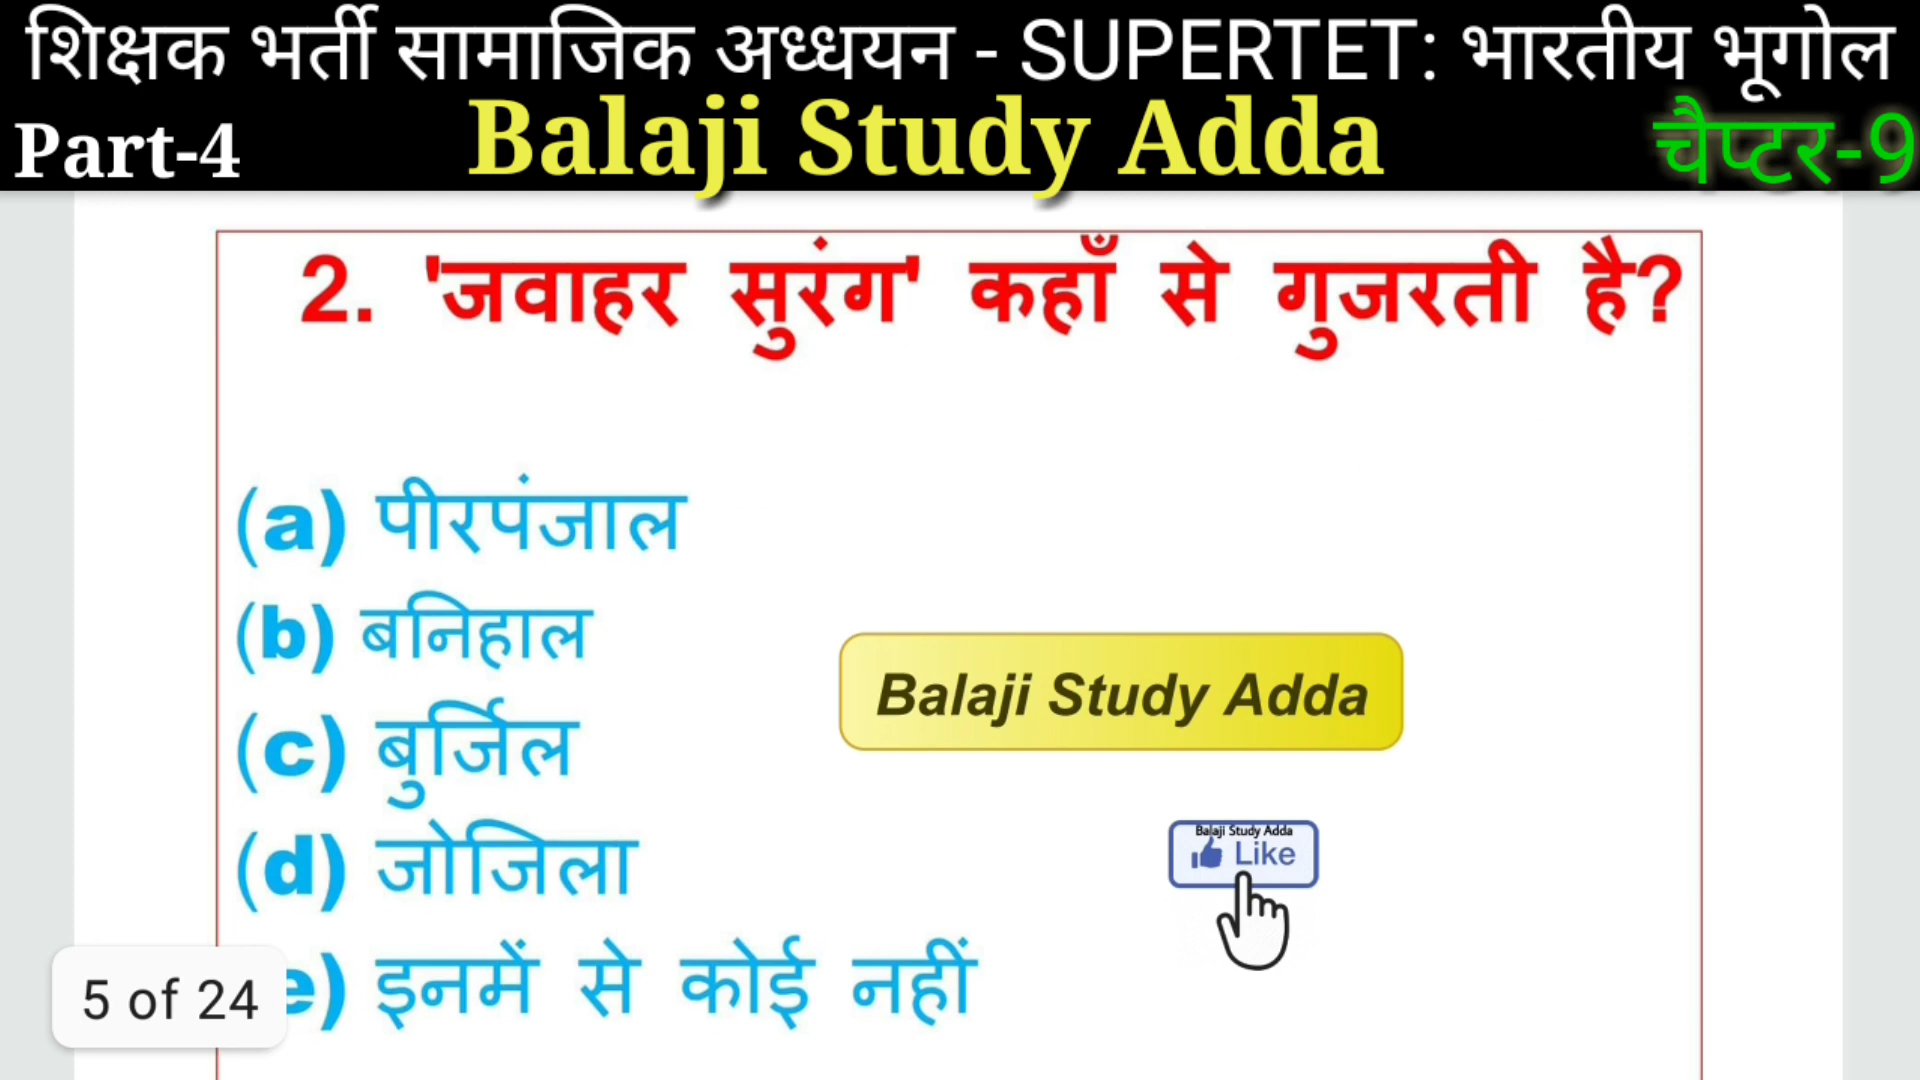 शिक्षक भर्ती सामाजिक अध्धयन - SUPERTET: भारतीय भूगोल
Part-4 Balaji Study Adda चैप्टर-9
2. 'जवाहर सुरंग' कहाँ से गुजरती है?
(a) पीरपंजाल
(b) बनिहाल
(c) बुर्जिल
(d) जोजिला
e) इनमें से कोई नहीं
Balaji Study Adda
Balaji Study Adda
Like
5 of 24